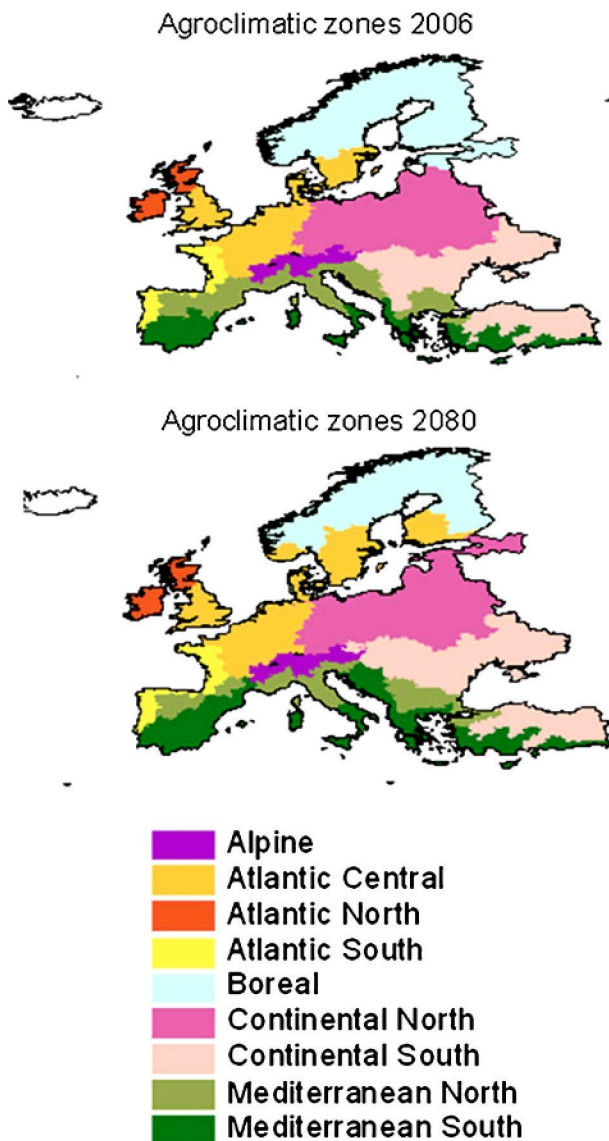 Agroclimatic zones 2006
Agroclimatic zones 2080
Alpine
Atlantic Central
Atlantic North
Atlantic South
Boreal
Continental North
Continental South
Mediterranean North
Mediterranean South